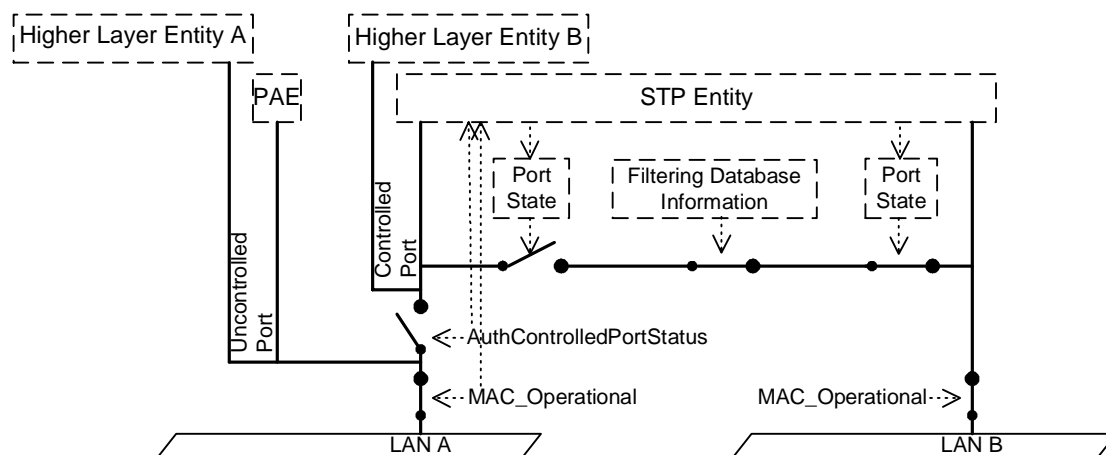 Higher Layer Entity A
Higher Layer Entity B
PAE
STP Entity
Port
State
Filtering Database
Information
Port
State
Uncontrolled
Port
Controlled
Port
AuthControlledPortStatus
MAC_Operational
MAC_Operational
LAN A
LAN B